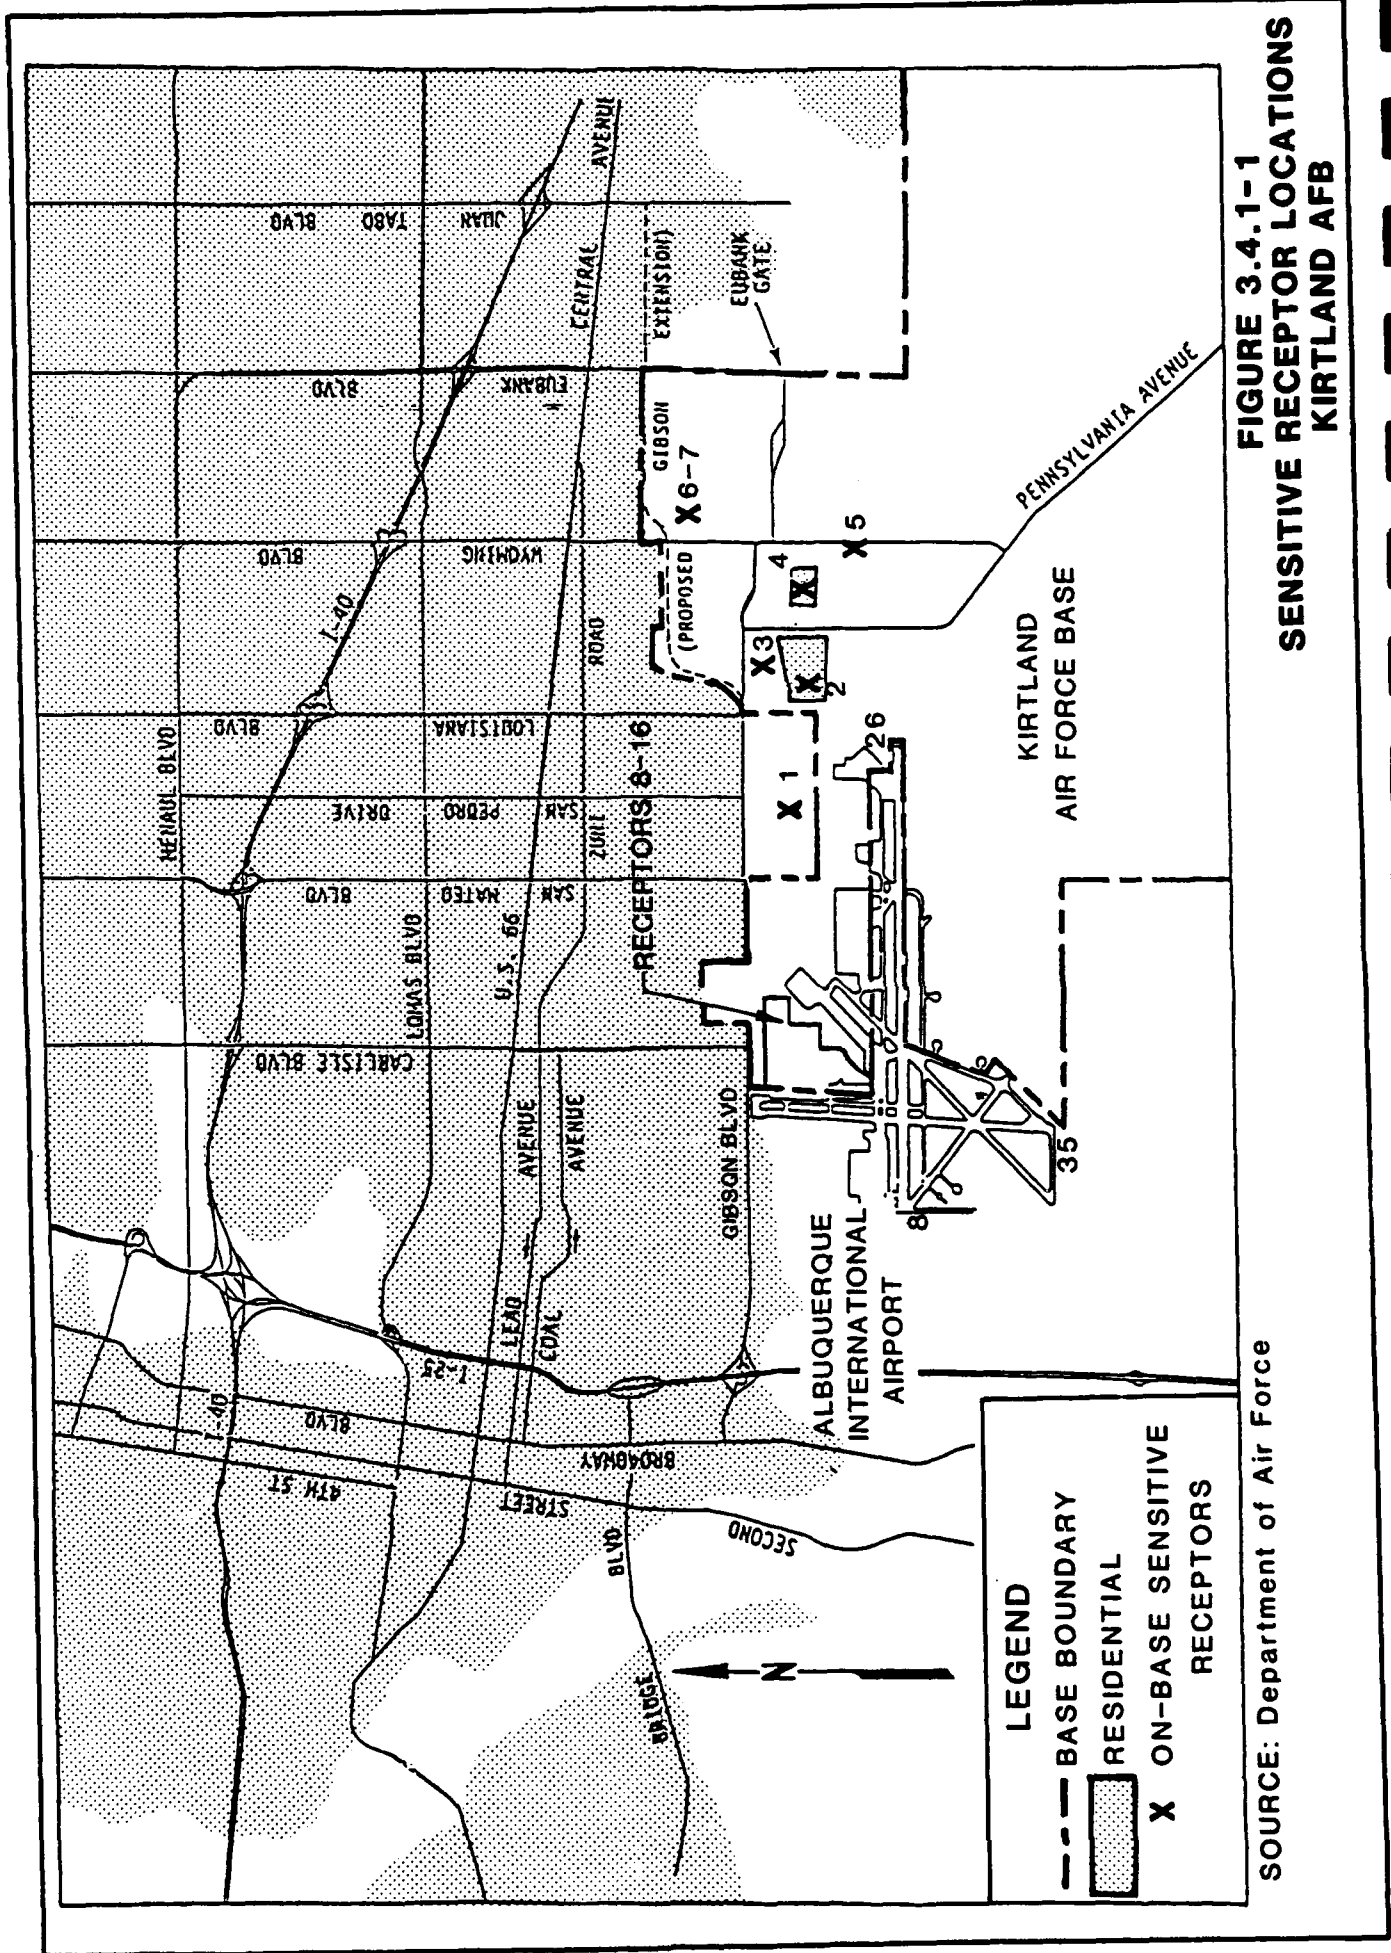 MENAUL BLVD
LOMAS BLVD
U.S. 66
I-40
I-40
I-25
4TH ST
BROADWAY BLVD
SECOND STREET
BRIDGE BLVD
LEAD AVENUE
COAL AVENUE
CARLISLE BLVD
SAN MATEO BLVD
SAN PEDRO DRIVE
LOUISIANA BLVD
WYOMING BLVD
EUBANK BLVD
JUAN TABO BLVD
CENTRAL AVENUE
ZUNI ROAD
GIBSON BLVD
(PROPOSED GIBSON EXTENSION)
EUBANK
GATE
RECEPTORS 8-16
X 1
X 2
X 3
X 4
X 5
X 6-7
26
8
35
PENNSYLVANIA AVENUE
KIRTLAND
AIR FORCE BASE
ALBUQUERQUE
INTERNATIONAL
AIRPORT
N
LEGEND
BASE BOUNDARY
RESIDENTIAL
X ON-BASE SENSITIVE
RECEPTORS
SOURCE: Department of Air Force
FIGURE 3.4.1-1
SENSITIVE RECEPTOR LOCATIONS
KIRTLAND AFB